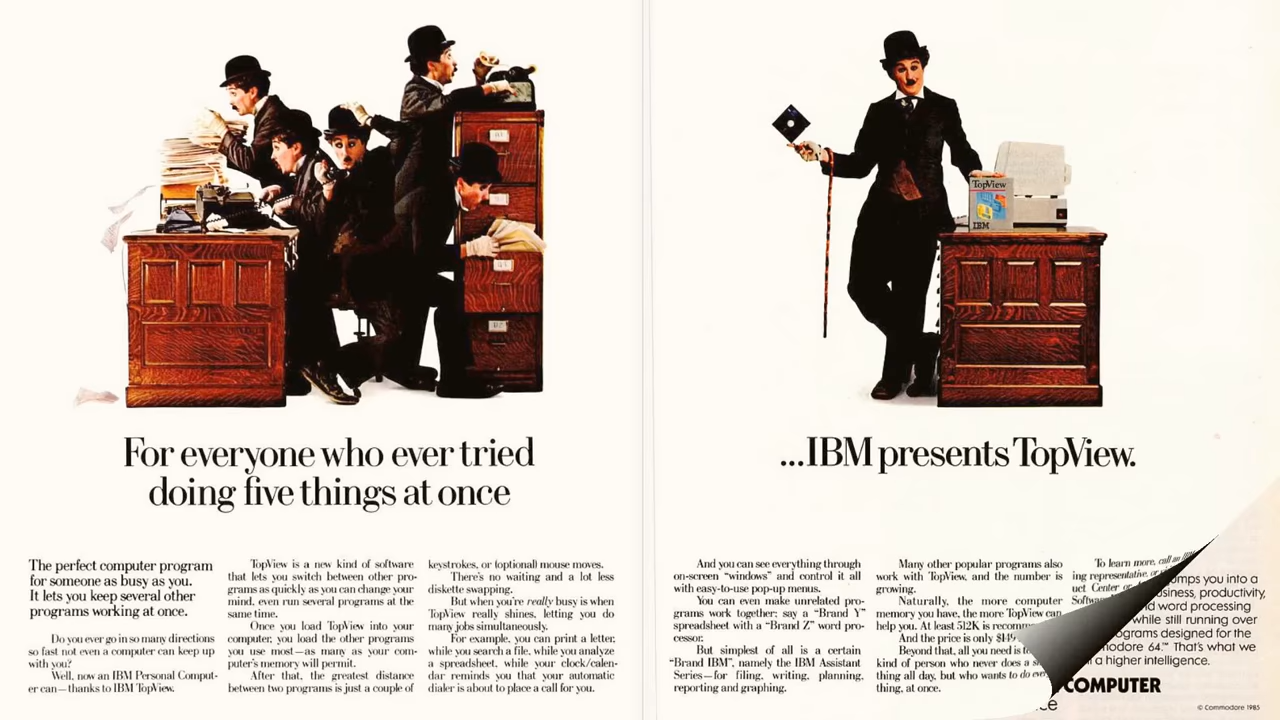 TopView
IBM
For everyone who ever tried
doing five things at once
...IBM presents TopView.
The perfect computer program
for someone as busy as you.
It lets you keep several other
programs working at once.
Do you ever go in so many directions
so fast not even a computer can keep up
with you?
Well, now an IBM Personal Comput-
er can—thanks to IBM TopView.
TopView is a new kind of software
that lets you switch between other pro-
grams as quickly as you can change your
mind, even run several programs at the
same time.
Once you load TopView into your
computer, you load the other programs
you use most—as many as your com-
puter's memory will permit.
After that, the greatest distance
between two programs is just a couple of
keystrokes, or (optional) mouse moves.
There's no waiting and a lot less
diskette swapping.
But when you're really busy is when
TopView really shines, letting you do
many jobs simultaneously.
For example, you can print a letter,
while you search a file, while you analyze
a spreadsheet, while your clock/calen-
dar reminds you that your automatic
dialer is about to place a call for you.
And you can see everything through
on-screen “windows” and control it all
with easy-to-use pop-up menus.
You can even make unrelated pro-
grams work together: say a “Brand Y”
spreadsheet with a “Brand Z” word pro-
cessor.
But simplest of all is a certain
“Brand IBM”, namely the IBM Assistant
Series—for filing, writing, planning,
reporting and graphing.
Many other popular programs also
work with TopView, and the number is
growing.
Naturally, the more computer
memory you have, the more TopView can
help you. At least 512K is
And the price is only
Beyond that, all you need is
kind of person who never does a
thing all day, but who wants to do
thing, at once.
To learn more, call an
ing representative,
uct Center
you into a
productivity,
word processing
while still running over
designed for the
64.™ That's what we
a higher intelligence.
COMPUTER
© Commodore 1985